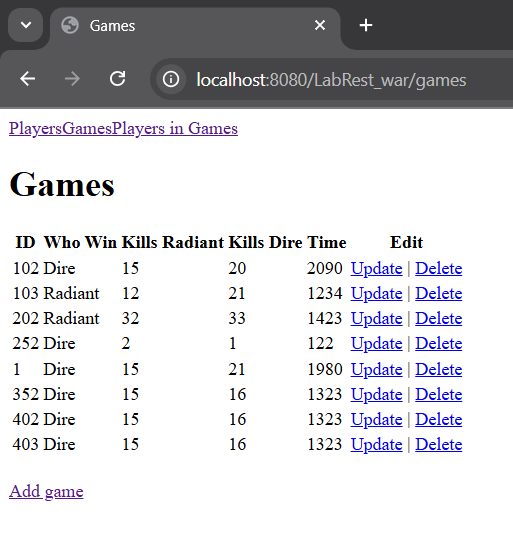 Games
localhost:8080/LabRest_war/games
PlayersGamesPlayers in Games
Games
ID Who Win Kills Radiant Kills Dire Time Edit
102 Dire 15 20 2090 Update | Delete
103 Radiant 12 21 1234 Update | Delete
202 Radiant 32 33 1423 Update | Delete
252 Dire 2 1 122 Update | Delete
1 Dire 15 21 1980 Update | Delete
352 Dire 15 16 1323 Update | Delete
402 Dire 15 16 1323 Update | Delete
403 Dire 15 16 1323 Update | Delete
Add game